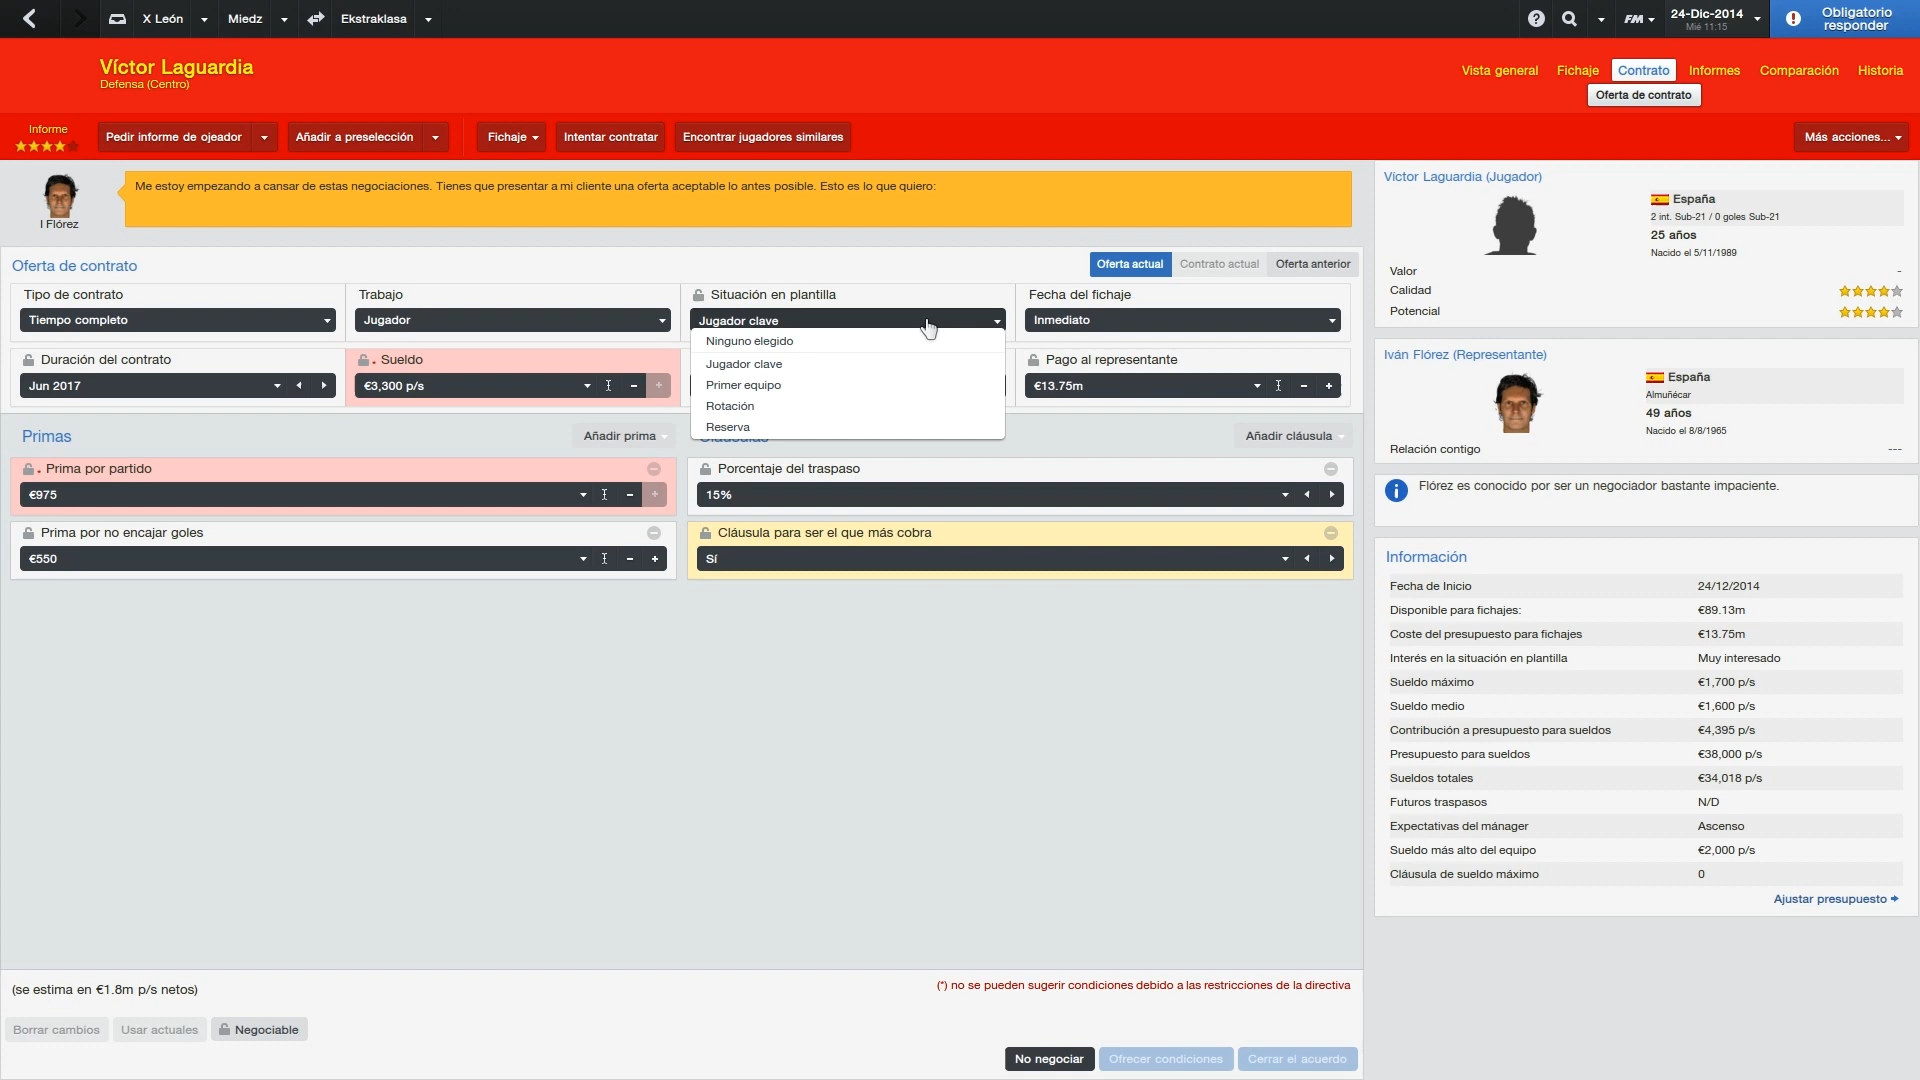 X León
Miedz
Ekstraklasa
FM
24-Dic-2014
Mié 11:15
Obligatorio responder
Víctor Laguardia
Defensa (Centro)
Vista general
Fichaje
Contrato
Informes
Comparación
Historia
Oferta de contrato
Informe
Pedir informe de ojeador
Añadir a preselección
Fichaje
Intentar contratar
Encontrar jugadores similares
Más acciones...
Me estoy empezando a cansar de estas negociaciones. Tienes que presentar a mi cliente una oferta aceptable lo antes posible. Esto es lo que quiero:
I Flórez
Oferta de contrato
Oferta actual
Contrato actual
Oferta anterior
Tipo de contrato
Trabajo
Situación en plantilla
Fecha del fichaje
Tiempo completo
Jugador
Jugador clave
Inmediato
Ninguno elegido
Jugador clave
Primer equipo
Rotación
Reserva
Duración del contrato
Sueldo
Pago al representante
Jun 2017
€3,300 p/s
€13.75m
Primas
Añadir prima
Cláusulas
Añadir cláusula
Prima por partido
€975
Porcentaje del traspaso
15%
Prima por no encajar goles
€550
Cláusula para ser el que más cobra
Sí
(se estima en €1.8m p/s netos)
(*) no se pueden sugerir condiciones debido a las restricciones de la directiva
Borrar cambios
Usar actuales
Negociable
No negociar
Ofrecer condiciones
Cerrar el acuerdo
Víctor Laguardia (Jugador)
España
2 int. Sub-21 / 0 goles Sub-21
25 años
Nacido el 5/11/1989
Valor -
Calidad
Potencial
Iván Flórez (Representante)
España
Almuñécar
49 años
Nacido el 8/8/1965
Relación contigo ---
Flórez es conocido por ser un negociador bastante impaciente.
Información
Fecha de Inicio 24/12/2014
Disponible para fichajes: €89.13m
Coste del presupuesto para fichajes €13.75m
Interés en la situación en plantilla Muy interesado
Sueldo máximo €1,700 p/s
Sueldo medio €1,600 p/s
Contribución a presupuesto para sueldos €4,395 p/s
Presupuesto para sueldos €38,000 p/s
Sueldos totales €34,018 p/s
Futuros traspasos N/D
Expectativas del mánager Ascenso
Sueldo más alto del equipo €2,000 p/s
Cláusula de sueldo máximo 0
Ajustar presupuesto